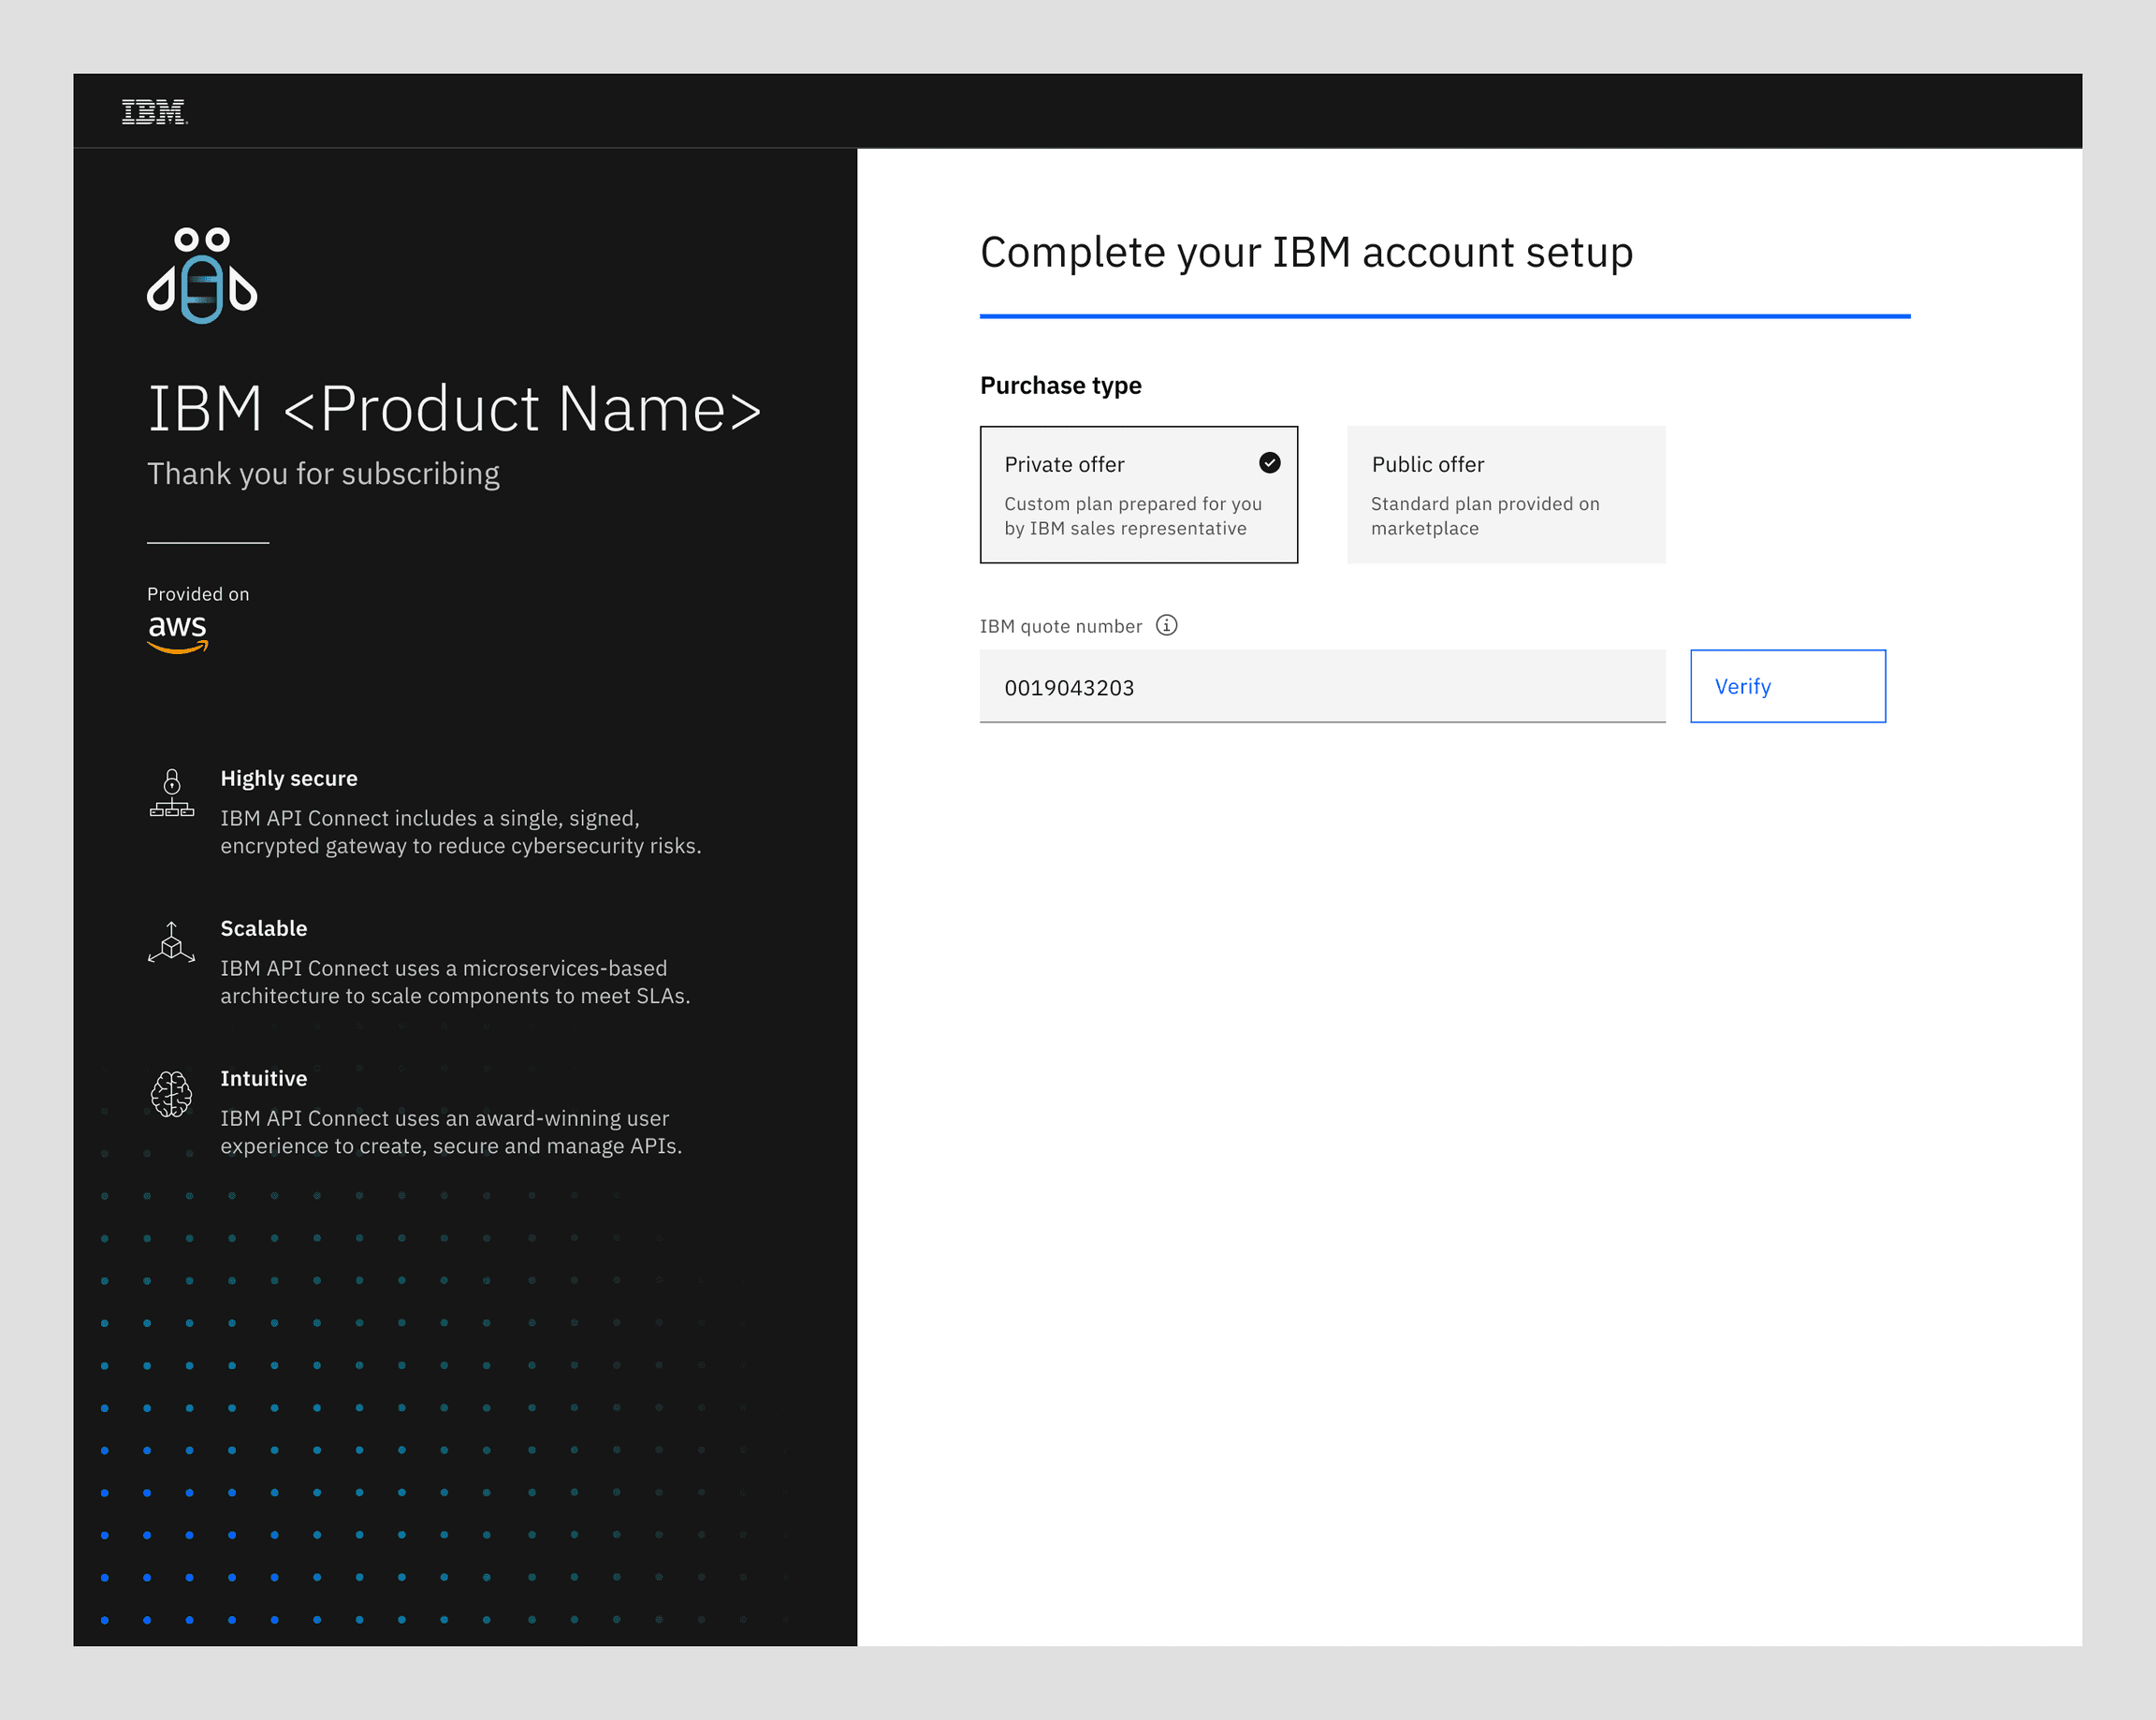 IBM
IBM <Product Name>
Thank you for subscribing
Provided on
aws
Highly secure
IBM API Connect includes a single, signed,
encrypted gateway to reduce cybersecurity risks.
Scalable
IBM API Connect uses a microservices-based
architecture to scale components to meet SLAs.
Intuitive
IBM API Connect uses an award-winning user
experience to create, secure and manage APIs.
Complete your IBM account setup
Purchase type
Private offer
Custom plan prepared for you
by IBM sales representative
Public offer
Standard plan provided on
marketplace
IBM quote number
0019043203
Verify